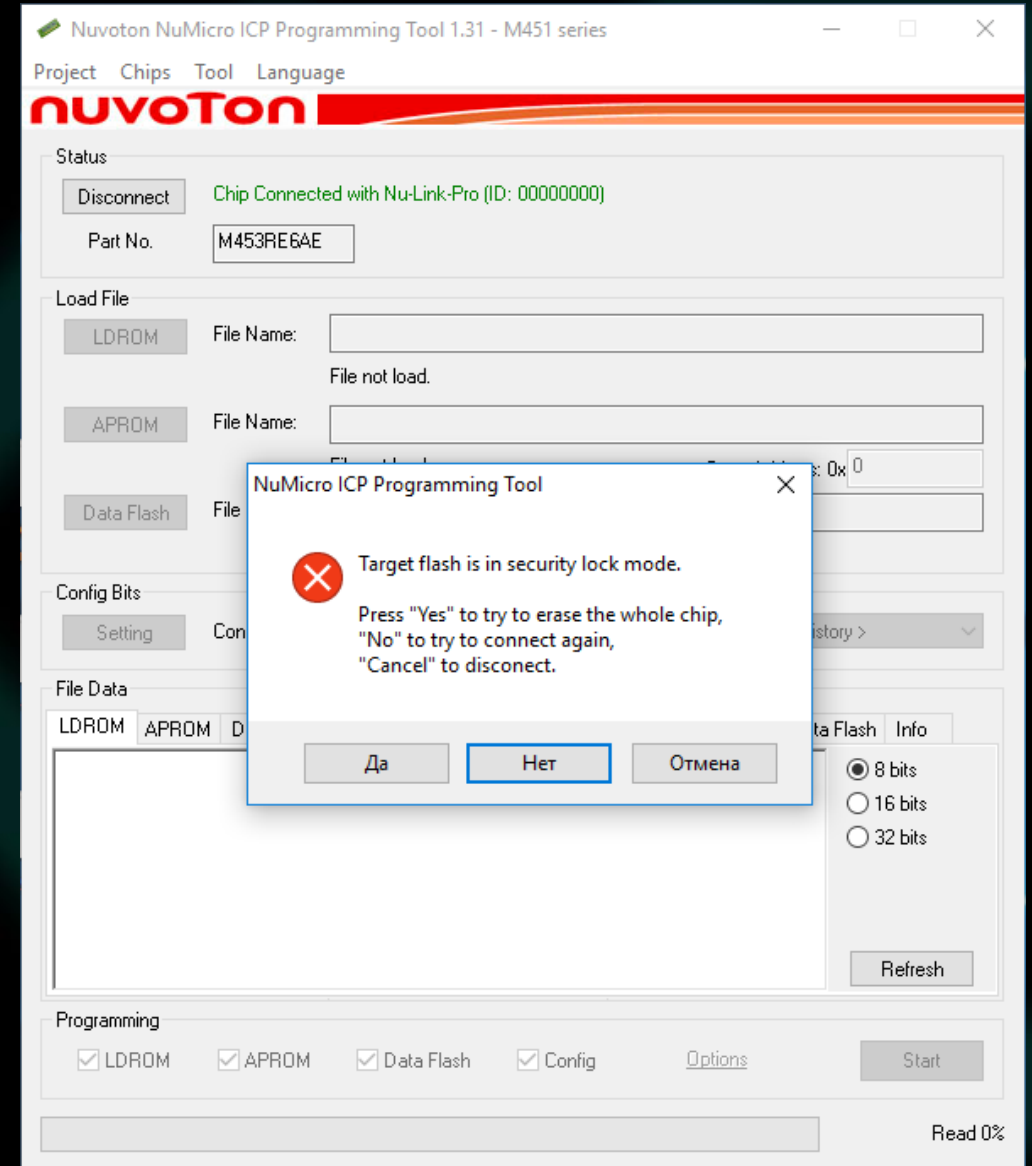 Nuvoton NuMicro ICP Programming Tool 1.31 - M451 series
Project Chips Tool Language
nuvoTon
Status
Disconnect Chip Connected with Nu-Link-Pro (ID: 00000000)
Part No. M453RE6AE
Load File
LDROM File Name:
File not load.
APROM File Name:
: 0x 0
Data Flash File
NuMicro ICP Programming Tool
Target flash is in security lock mode.
Press "Yes" to try to erase the whole chip,
"No" to try to connect again,
"Cancel" to disconect.
Да Нет Отмена
Config Bits
Setting Con istory >
File Data
LDROM APROM D ta Flash Info
8 bits
16 bits
32 bits
Refresh
Programming
LDROM APROM Data Flash Config Options Start
Read 0%